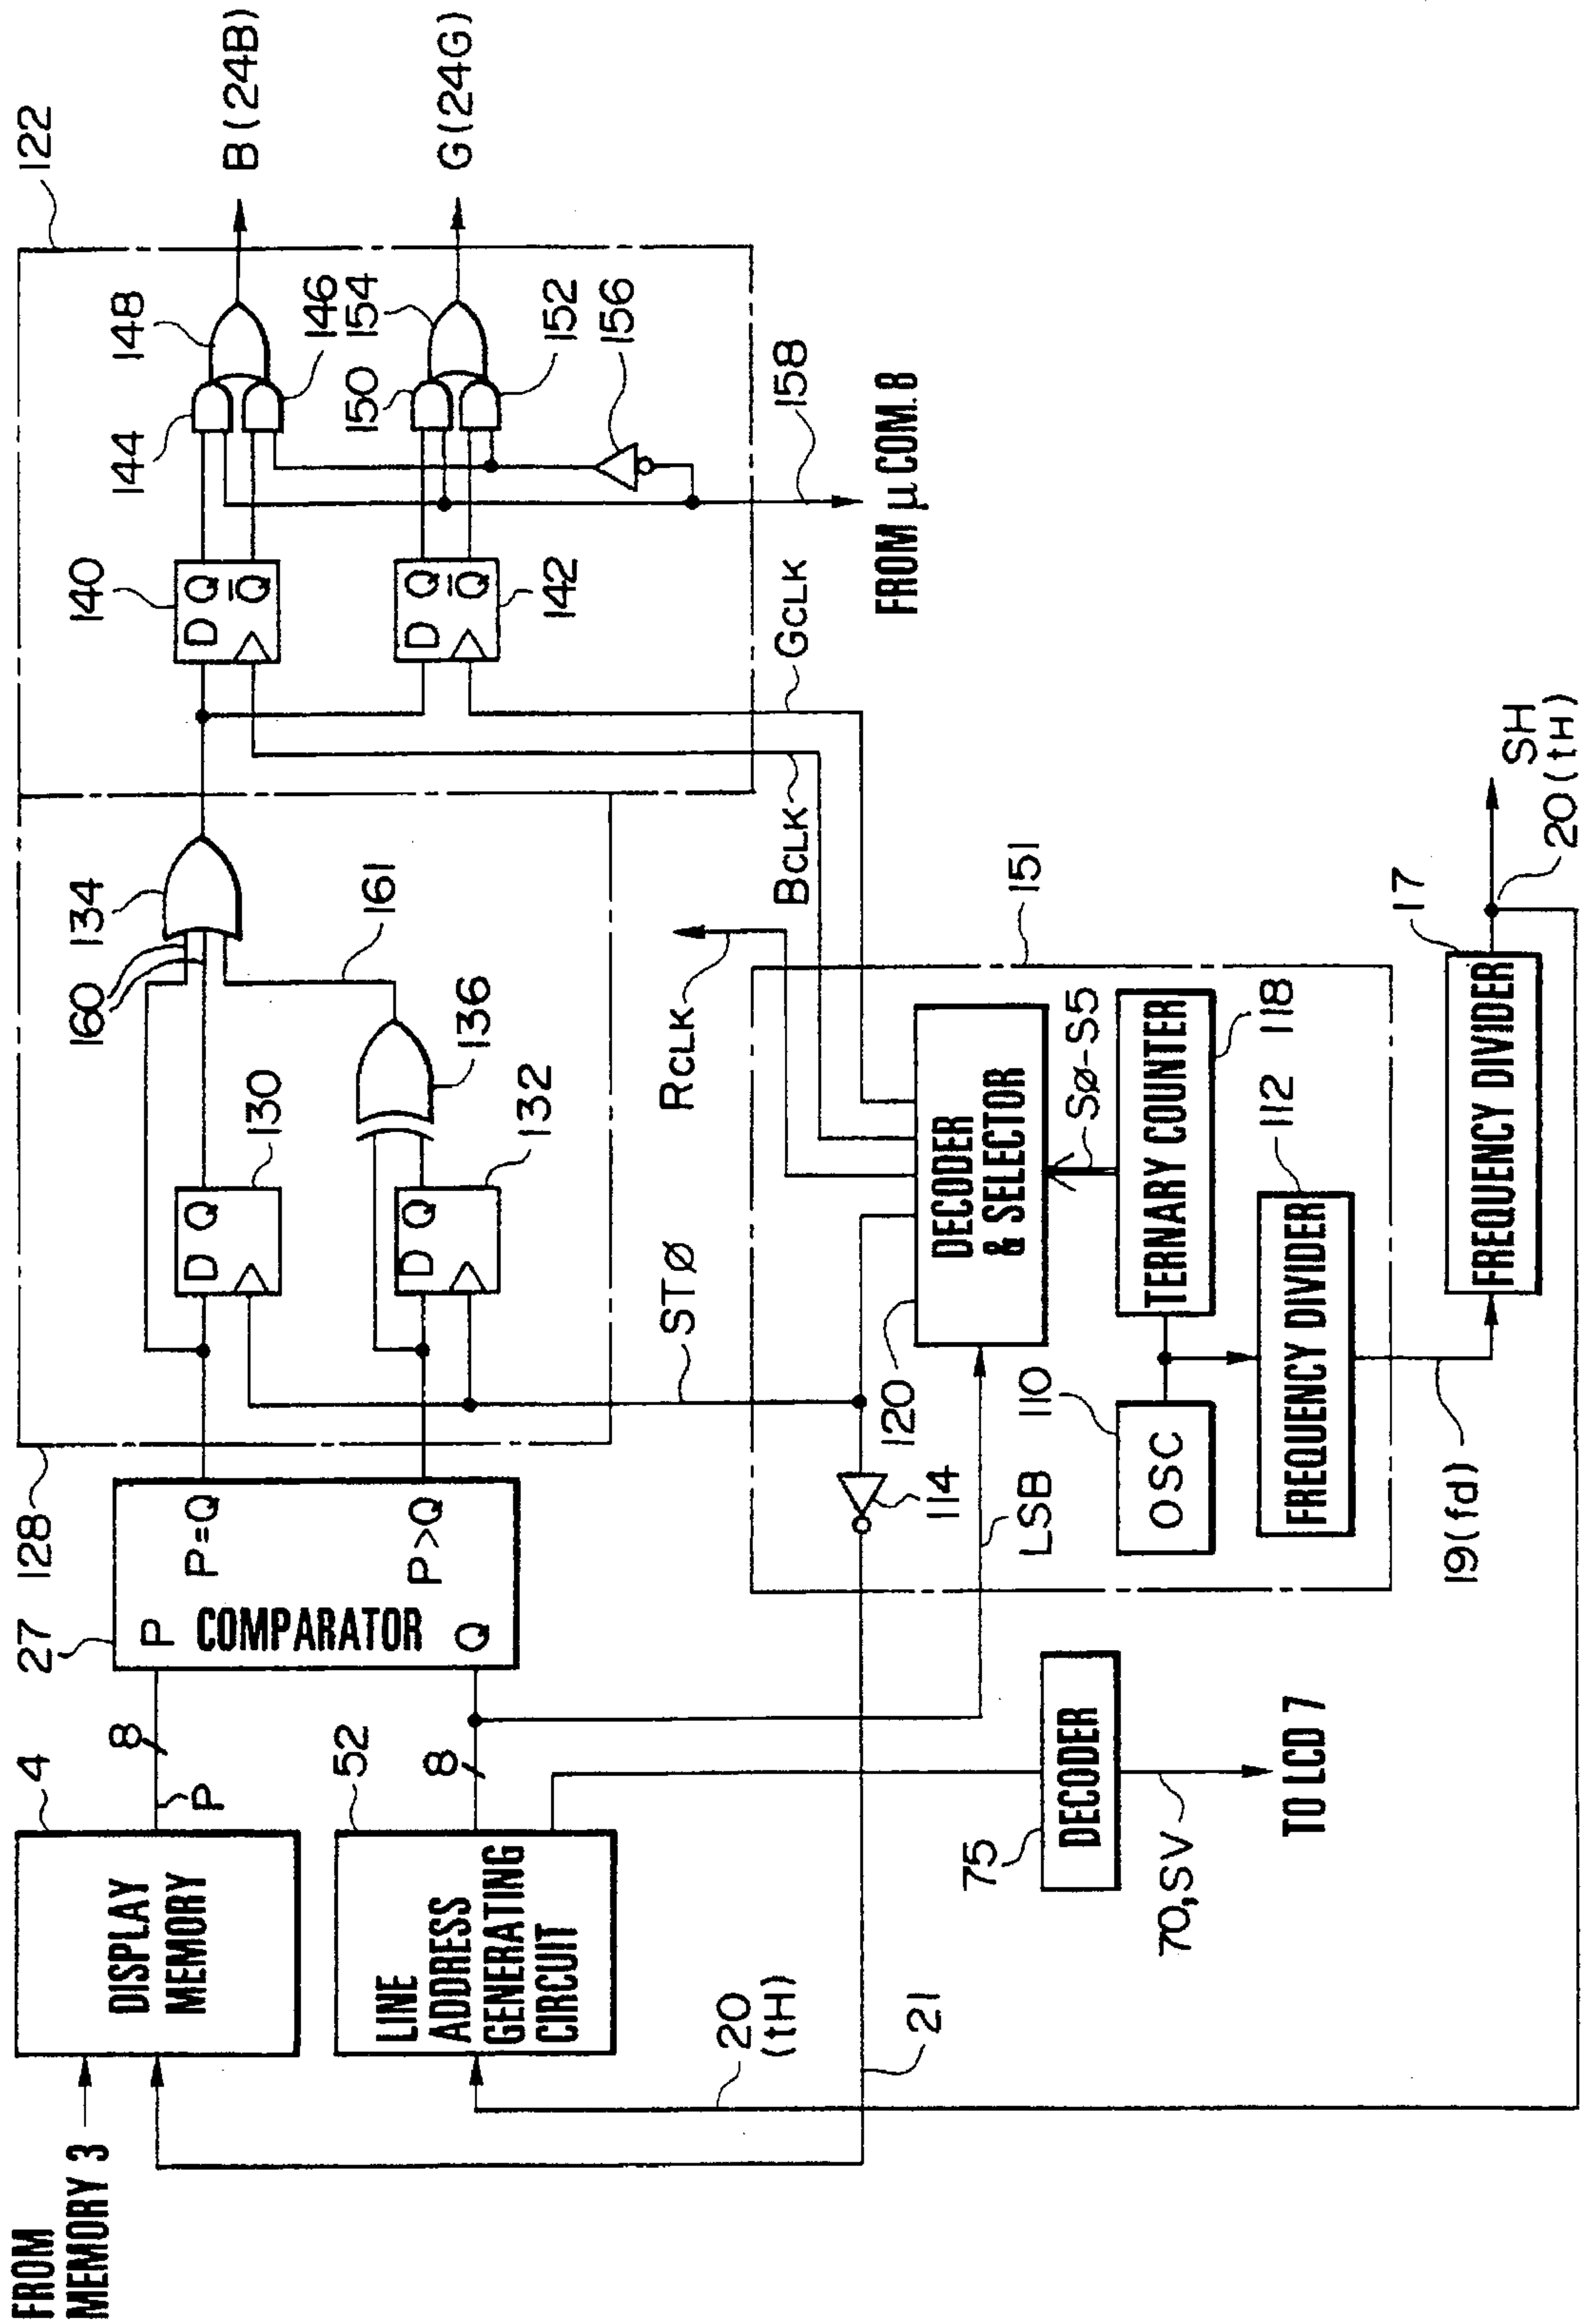 FROM
MEMORY 3
4
DISPLAY
MEMORY
P
8
27
P
P=Q
COMPARATOR
Q
P>Q
52
LINE
ADDRESS
GENERATING
CIRCUIT
8
128
D Q
130
D Q
132
136
134
160
161
STØ
140
D Q
Q̅
D Q
Q̅
142
144
146
148
150
152
154
156
158
FROM μ COM. 8
122
B (24B)
G (24G)
GCLK
BCLK
RCLK
151
DECODER
& SELECTOR
120
114
LSB
SØ-S5
TERNARY COUNTER
118
110
OSC
FREQUENCY DIVIDER
112
19(fd)
FREQUENCY DIVIDER
17
SH
20(tH)
75
DECODER
70,SV
TO LCD 7
20
(tH)
21